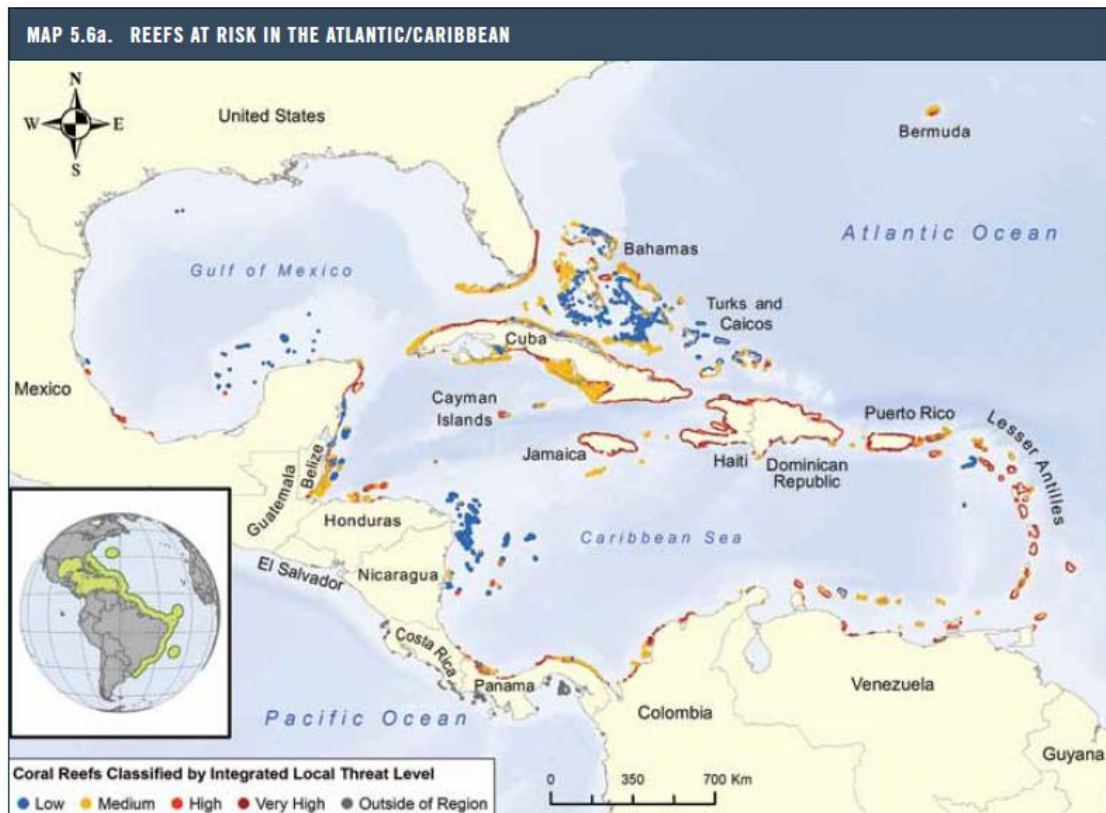 MAP 5.6a. REEFS AT RISK IN THE ATLANTIC/CARIBBEAN
N
W
E
S
United States
Bermuda
Atlantic Ocean
Gulf of Mexico
Bahamas
Turks and
Caicos
Cuba
Mexico
Cayman
Islands
Puerto Rico
Lesser Antilles
Jamaica
Haiti
Dominican
Republic
Belize
Guatemala
Honduras
Caribbean Sea
El Salvador
Nicaragua
Costa Rica
Panama
Venezuela
Colombia
Pacific Ocean
Guyana
Coral Reefs Classified by Integrated Local Threat Level
Low Medium High Very High Outside of Region
0 350 700 Km